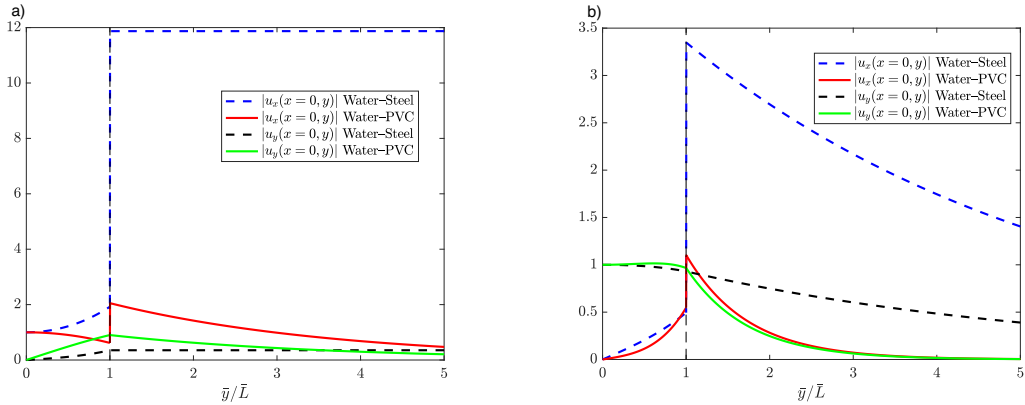 a)
12
10
8
6
4
2
0
|u_x(x = 0, y)| Water–Steel
|u_x(x = 0, y)| Water–PVC
|u_y(x = 0, y)| Water–Steel
|u_y(x = 0, y)| Water–PVC
0 1 2 3 4 5
ȳ/L̄
b)
3.5
3
2.5
2
1.5
1
0.5
0
|u_x(x = 0, y)| Water–Steel
|u_x(x = 0, y)| Water–PVC
|u_y(x = 0, y)| Water–Steel
|u_y(x = 0, y)| Water–PVC
0 1 2 3 4 5
ȳ/L̄